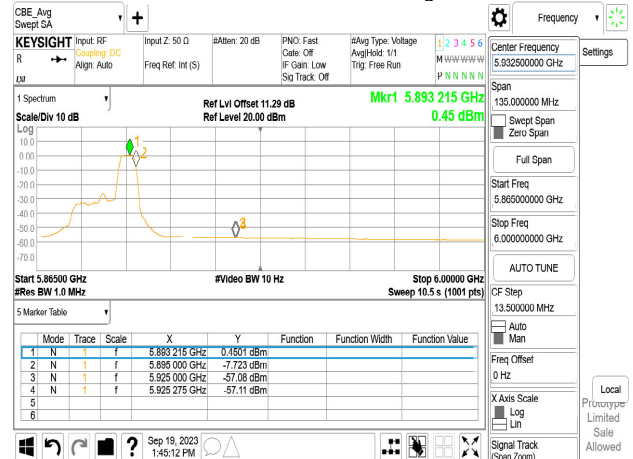 CBE_Avg
Swept SA
Frequency
KEYSIGHT
R
Input: RF
Coupling: DC
Align: Auto
Input Z: 50 Ω
Freq Ref: Int (S)
#Atten: 20 dB
PNO: Fast
Gate: Off
IF Gain: Low
Sig Track: Off
#Avg Type: Voltage
Avg|Hold: 1/1
Trig: Free Run
1 2 3 4 5 6
M W W W W W
P N N N N N
Center Frequency
5.932500000 GHz
Settings
Span
135.000000 MHz
Swept Span
Zero Span
Full Span
Start Freq
5.865000000 GHz
Stop Freq
6.000000000 GHz
AUTO TUNE
CF Step
13.500000 MHz
Auto
Man
Freq Offset
0 Hz
X Axis Scale
Log
Lin
Signal Track
(Span Zoom)
Local
Prototype
Limited
Sale
Allowed
1 Spectrum
Scale/Div 10 dB
Ref Lvl Offset 11.29 dB
Ref Level 20.00 dBm
Mkr1 5.893 215 GHz
0.45 dBm
Log
10.0
0.00
-10.0
-20.0
-30.0
-40.0
-50.0
-60.0
-70.0
1
2
3
Start 5.86500 GHz
#Res BW 1.0 MHz
#Video BW 10 Hz
Stop 6.00000 GHz
Sweep 10.5 s (1001 pts)
5 Marker Table
Mode Trace Scale X Y Function Function Width Function Value
1 N 1 f 5.893 215 GHz 0.4501 dBm
2 N 1 f 5.895 000 GHz -7.723 dBm
3 N 1 f 5.925 000 GHz -57.08 dBm
4 N 1 f 5.925 275 GHz -57.11 dBm
5
6
?
Sep 19, 2023
1:45:12 PM